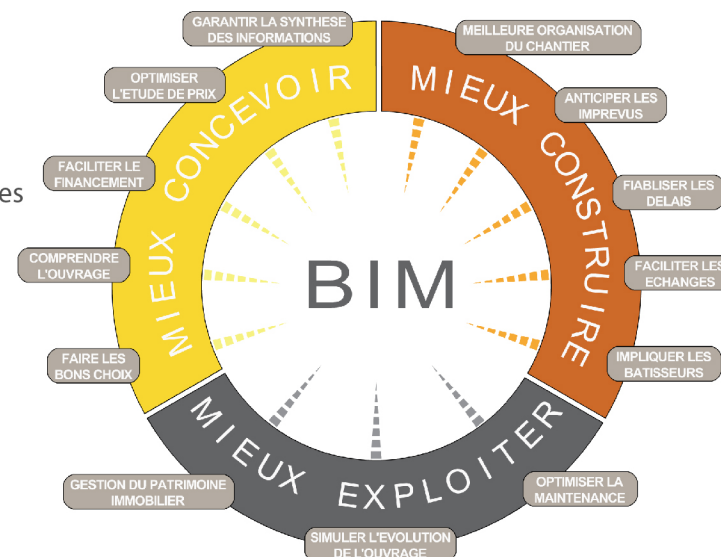 GARANTIR LA SYNTHESE
DES INFORMATIONS
OPTIMISER
L'ETUDE DE PRIX
FACILITER LE
FINANCEMENT
es
COMPRENDRE
L'OUVRAGE
FAIRE LES
BONS CHOIX
MIEUX CONCEVOIR
MEILLEURE ORGANISATION
DU CHANTIER
ANTICIPER LES
IMPREVUS
FIABLISER LES
DELAIS
FACILITER LES
ECHANGES
IMPLIQUER LES
BATISSEURS
MIEUX CONSTRUIRE
BIM
MIEUX EXPLOITER
GESTION DU PATRIMOINE
IMMOBILIER
SIMULER L'EVOLUTION
DE L'OUVRAGE
OPTIMISER LA
MAINTENANCE